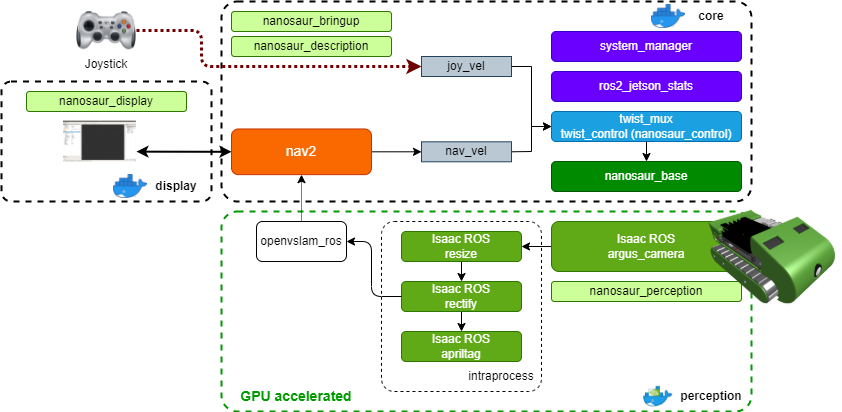 nanosaur_bringup
core
nanosaur_description
system_manager
Joystick
joy_vel
ros2_jetson_stats
nanosaur_display
twist_mux
twist_control (nanosaur_control)
nav2
nav_vel
nanosaur_base
display
openvslam_ros
Isaac ROS
resize
Isaac ROS
argus_camera
Isaac ROS
rectify
nanosaur_perception
Isaac ROS
apriltag
intraprocess
GPU accelerated
perception